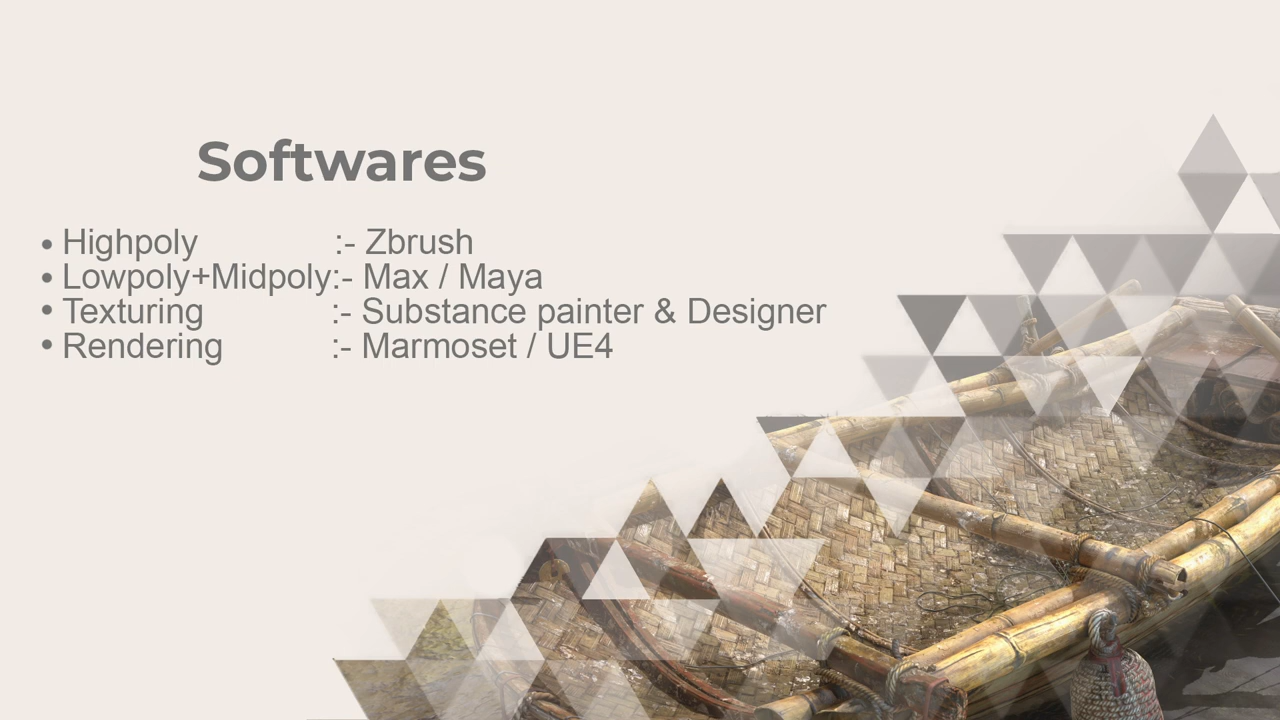 Softwares
• Highpoly :- Zbrush
• Lowpoly+Midpoly:- Max / Maya
• Texturing :- Substance painter & Designer
• Rendering :- Marmoset / UE4